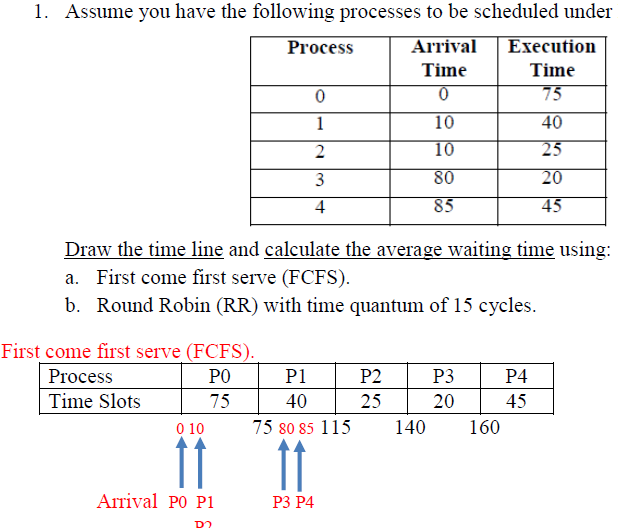 1. Assume you have the following processes to be scheduled under
Process Arrival Time Execution Time
0 0 75
1 10 40
2 10 25
3 80 20
4 85 45
Draw the time line and calculate the average waiting time using:
a. First come first serve (FCFS).
b. Round Robin (RR) with time quantum of 15 cycles.
First come first serve (FCFS).
Process P0 P1 P2 P3 P4
Time Slots 75 40 25 20 45
0 10 75 80 85 115 140 160
Arrival P0 P1 P3 P4
P2